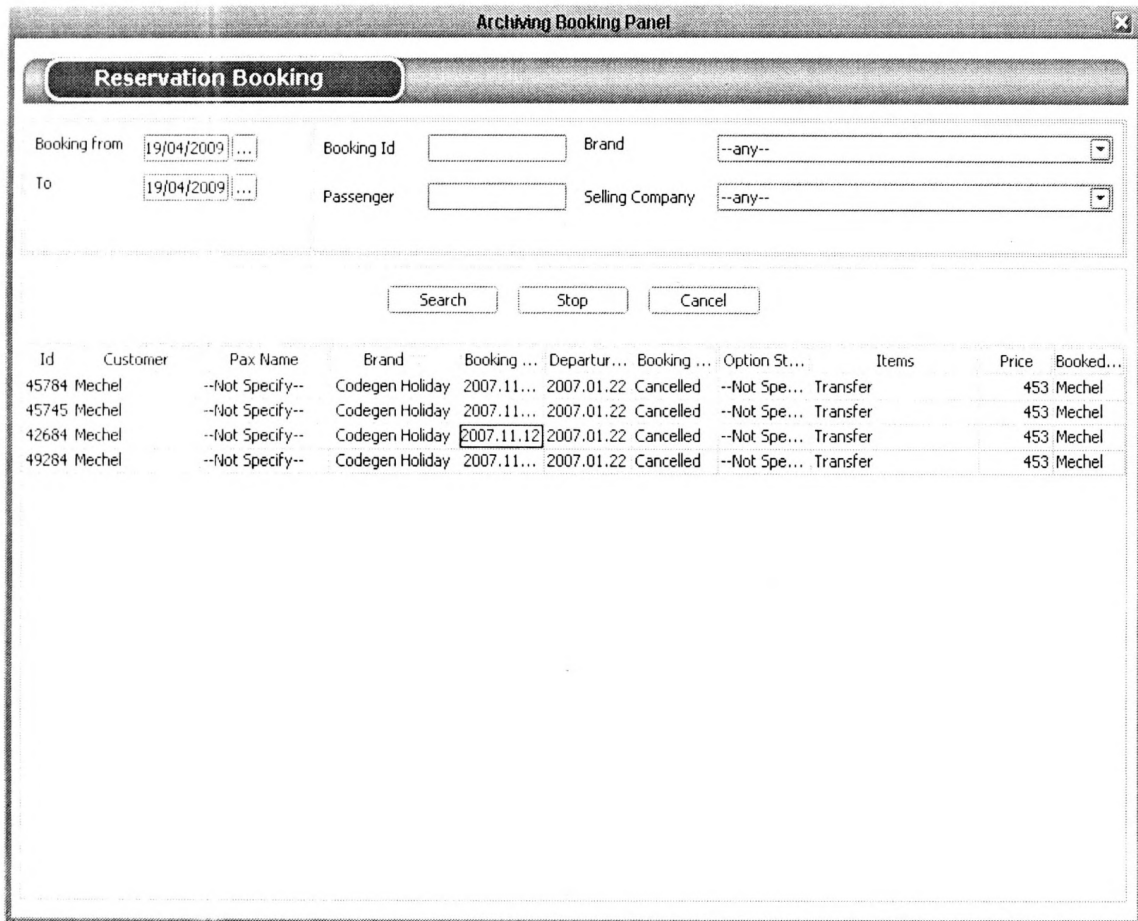 Archiving Booking Panel
Reservation Booking
Booking from 19/04/2009 ... Booking Id Brand --any--
To 19/04/2009 ... Passenger Selling Company --any--
Search Stop Cancel
Id Customer Pax Name Brand Booking ... Departur... Booking ... Option St... Items Price Booked...
45784 Mechel --Not Specify-- Codegen Holiday 2007.11... 2007.01.22 Cancelled --Not Spe... Transfer 453 Mechel
45745 Mechel --Not Specify-- Codegen Holiday 2007.11... 2007.01.22 Cancelled --Not Spe... Transfer 453 Mechel
42684 Mechel --Not Specify-- Codegen Holiday 2007.11.12 2007.01.22 Cancelled --Not Spe... Transfer 453 Mechel
49284 Mechel --Not Specify-- Codegen Holiday 2007.11... 2007.01.22 Cancelled --Not Spe... Transfer 453 Mechel